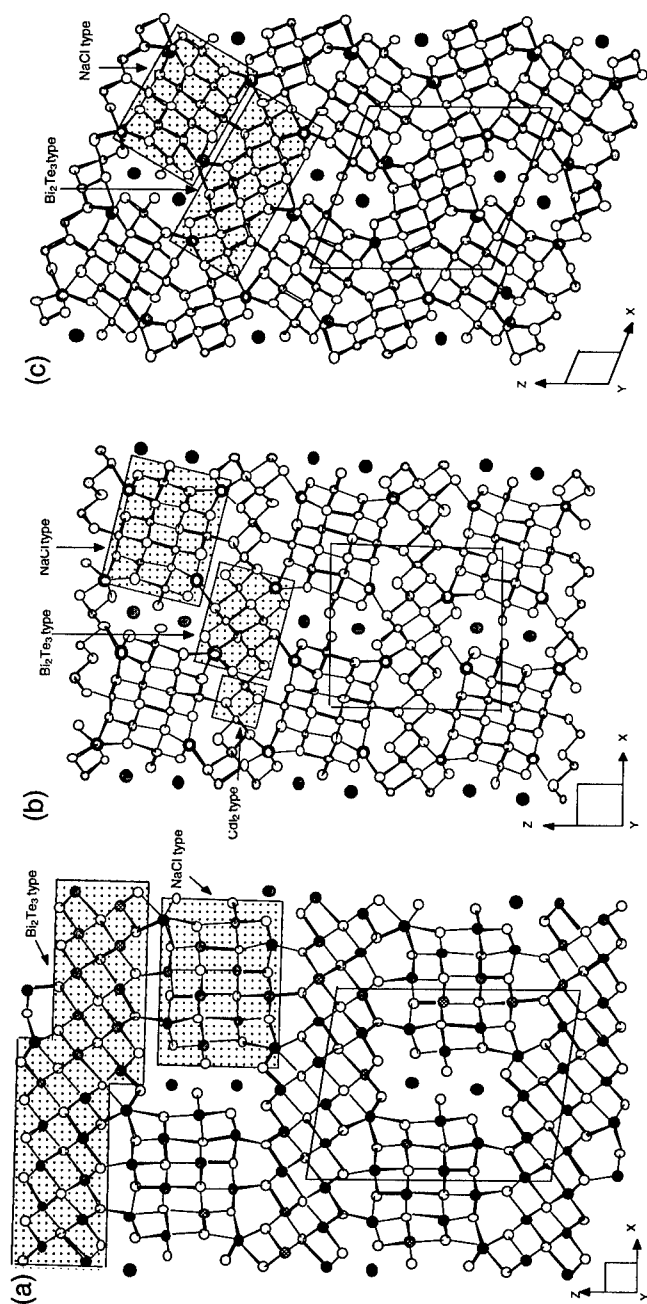 (a)
Bi₂Te₃ type
NaCl type
Z
Y
X
(b)
NaCl type
Bi₂Te₃ type
CdI₂ type
Z
Y
X
(c)
NaCl type
Bi₂Te₃ type
Z
Y
X